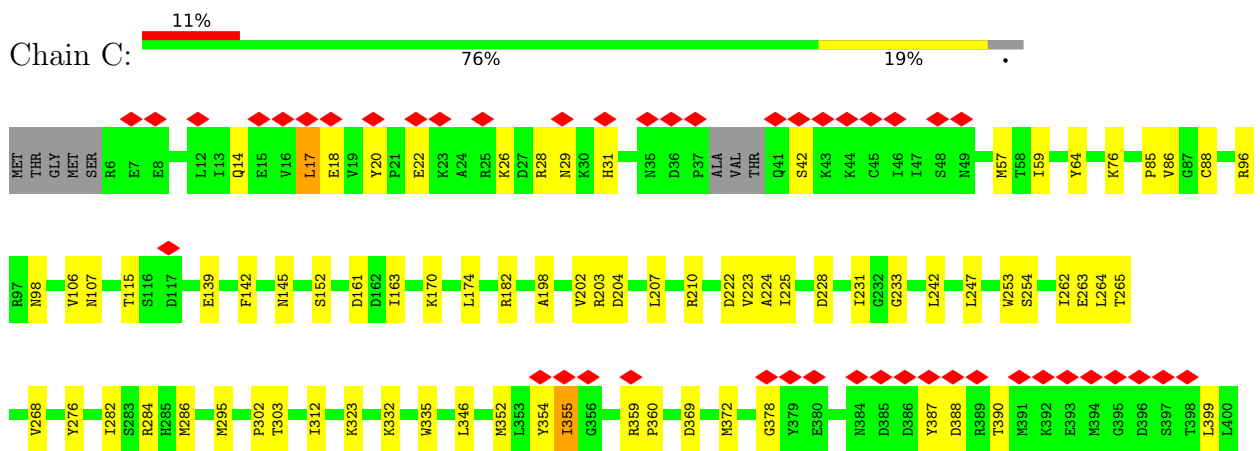 11%
Chain C:
76%
19%
•
MET THR GLY MET SER R6 E7 E8 L12 I13 Q14 E15 V16 L17 E18 V19 Y20 P21 E22 K23 A24 R25 K26 D27 R28 N29 K30 H31 N35 D36 P37 ALA VAL THR Q41 S42 K43 K44 C45 I46 I47 S48 N49 M57 T58 I59 Y64 K76 P85 V86 G87 C88 R96
R97 N98 V106 N107 T115 S116 D117 E139 F142 N145 S152 D161 D162 I163 K170 L174 R182 A198 V202 R203 D204 L207 R210 D222 V223 A224 I225 D228 I231 G232 G233 L242 L247 W253 S254 I262 E263 L264 T265
V268 Y276 I282 S283 R284 H285 M286 M295 P302 T303 I312 K323 K332 W335 L346 M352 L353 Y354 I355 G356 R359 P360 D369 M372 G378 Y379 E380 N384 D385 D386 Y387 D388 R389 T390 M391 K392 E393 M394 G395 D396 S397 T398 L399 L400